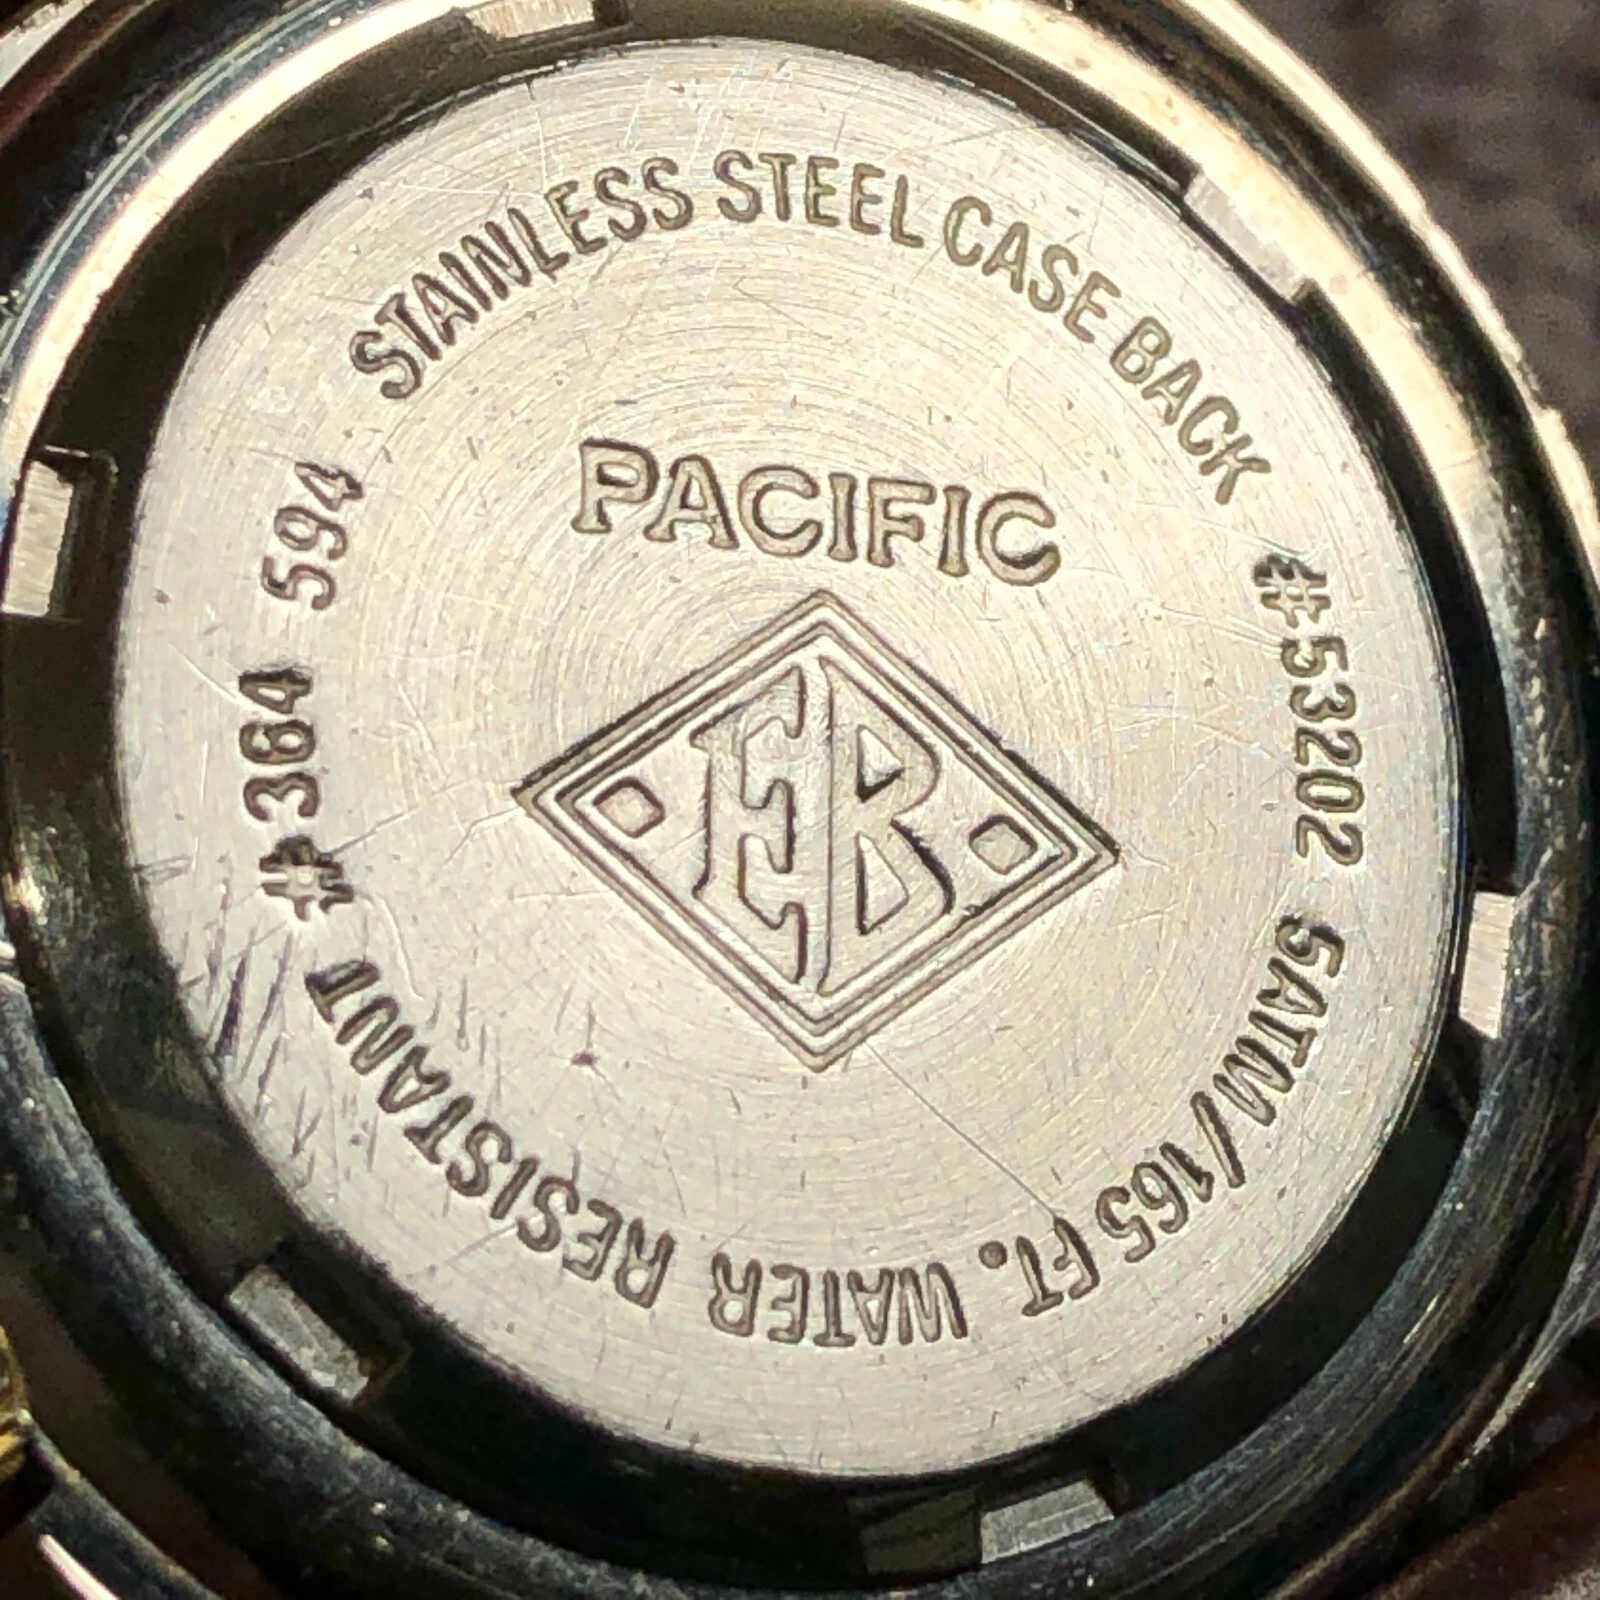 STAINLESS STEEL CASE BACK #53202 5ATM/165 FT. WATER RESISTANT #364 594
PACIFIC
EB